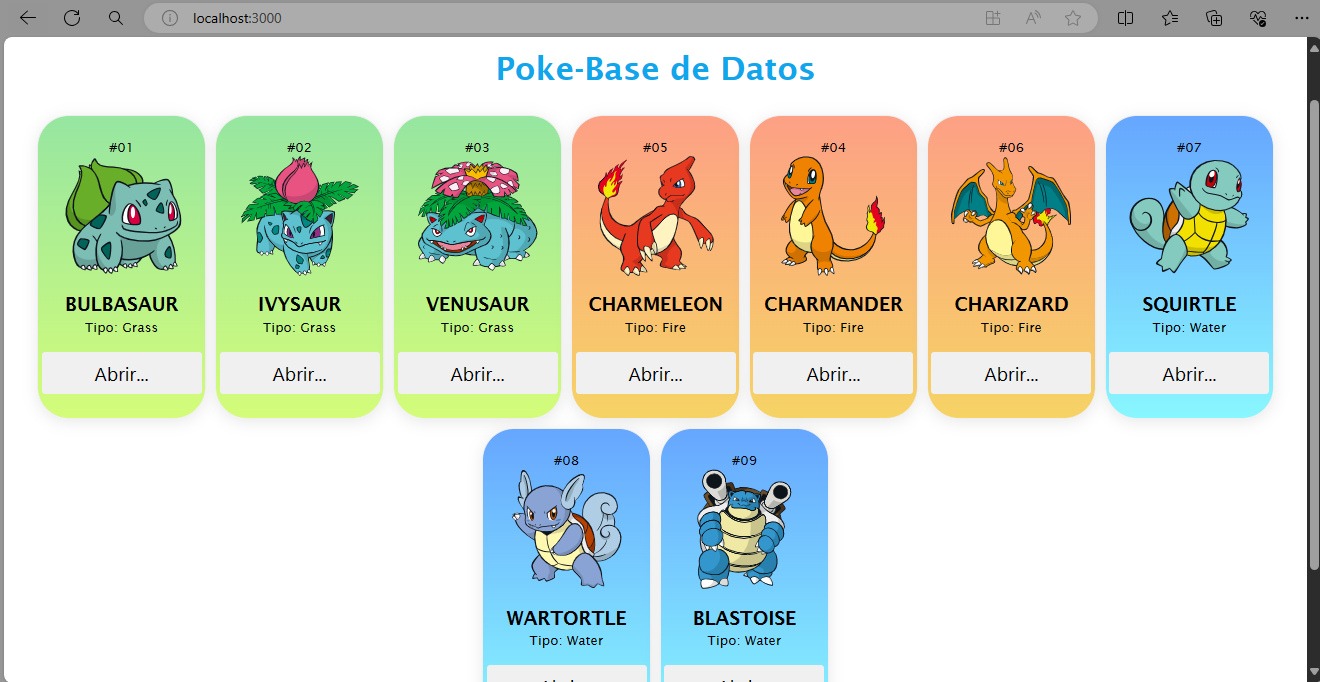 localhost:3000
Poke-Base de Datos
#01
BULBASAUR
Tipo: Grass
Abrir...
#02
IVYSAUR
Tipo: Grass
Abrir...
#03
VENUSAUR
Tipo: Grass
Abrir...
#05
CHARMELEON
Tipo: Fire
Abrir...
#04
CHARMANDER
Tipo: Fire
Abrir...
#06
CHARIZARD
Tipo: Fire
Abrir...
#07
SQUIRTLE
Tipo: Water
Abrir...
#08
WARTORTLE
Tipo: Water
#09
BLASTOISE
Tipo: Water